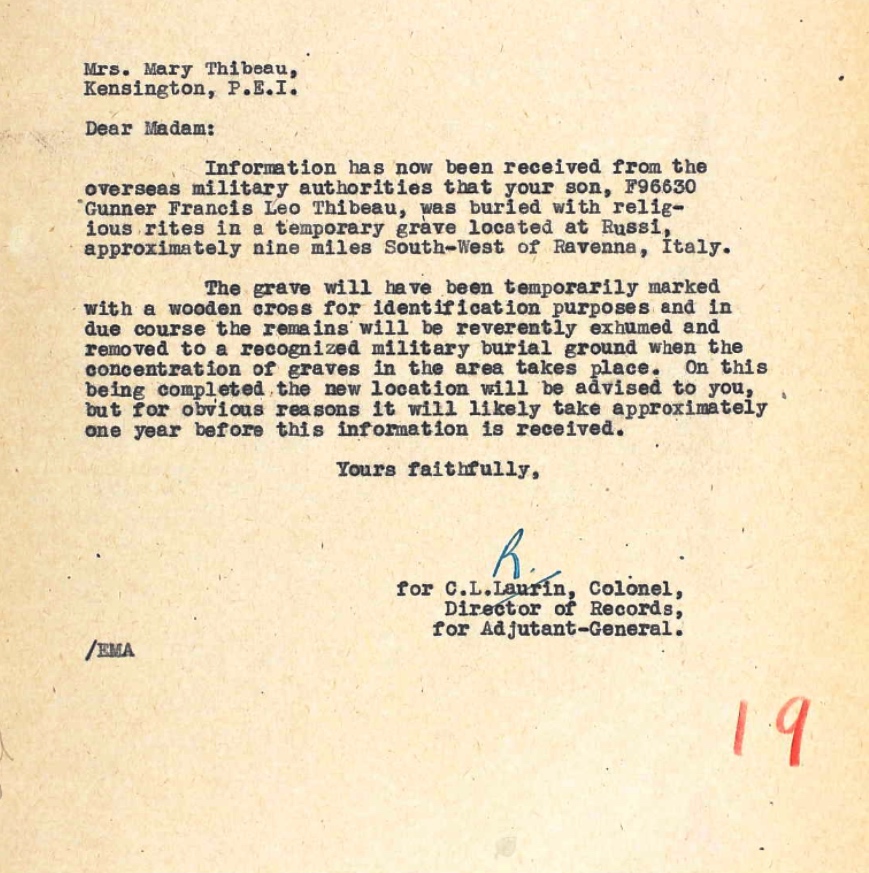 Mrs. Mary Thibeau,
Kensington, P.E.I.
Dear Madam:
Information has now been received from the
overseas military authorities that your son, F96630
Gunner Francis Leo Thibeau, was buried with relig-
ious rites in a temporary grave located at Russi,
approximately nine miles South-West of Ravenna, Italy.
The grave will have been temporarily marked
with a wooden cross for identification purposes and in
due course the remains will be reverently exhumed and
removed to a recognized military burial ground when the
concentration of graves in the area takes place. On this
being completed the new location will be advised to you,
but for obvious reasons it will likely take approximately
one year before this information is received.
Yours faithfully,
R.
for C.L.Laurin, Colonel,
Director of Records,
for Adjutant-General.
/EMA
19